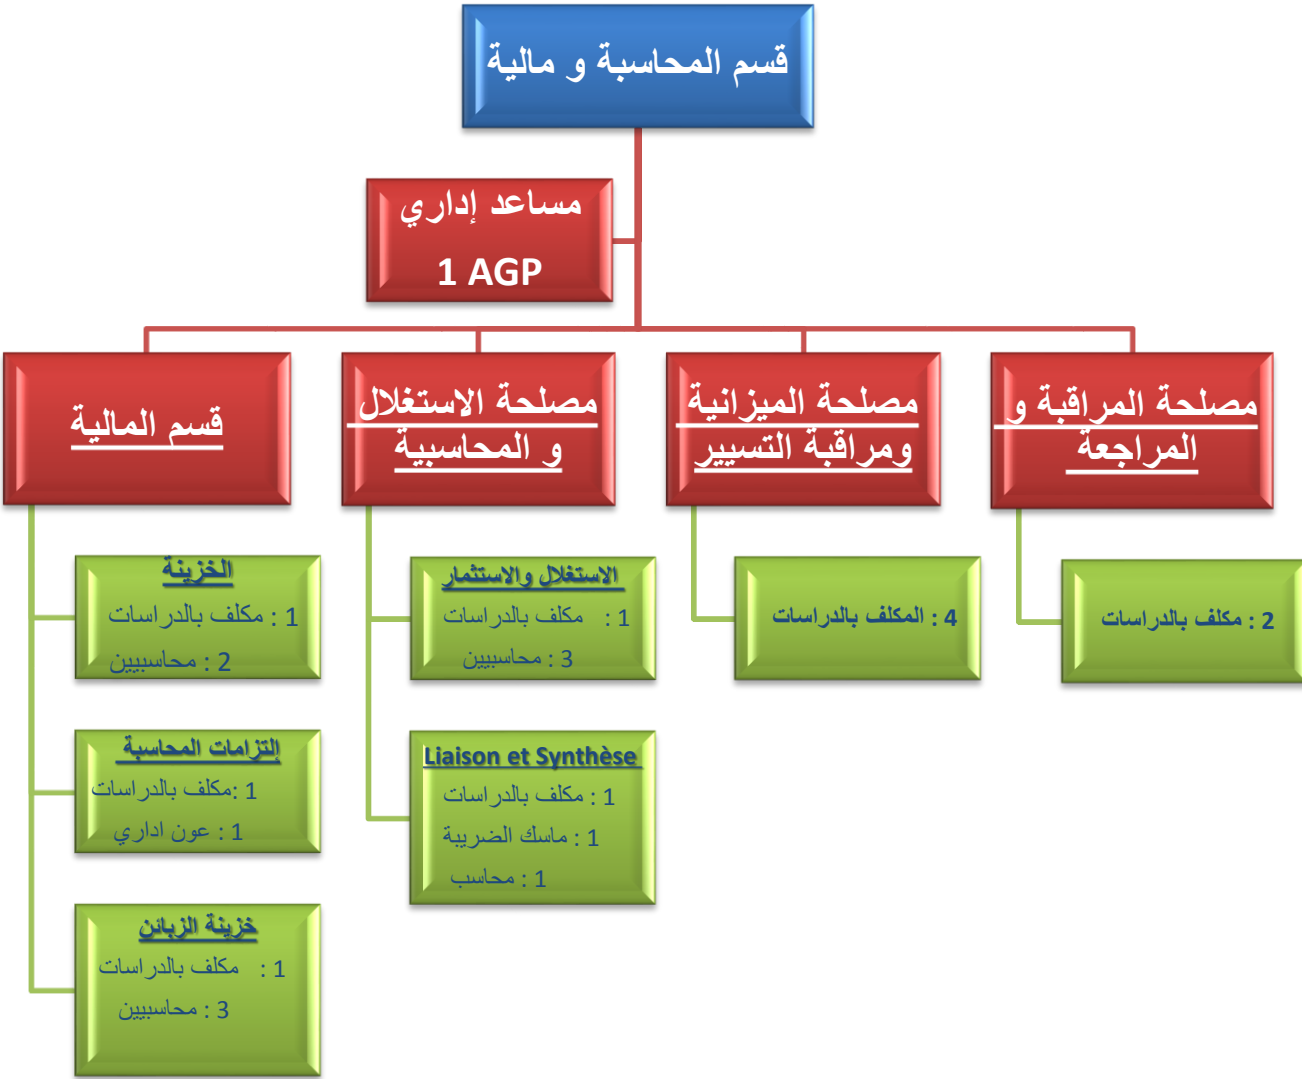 قسم المحاسبة و مالية
مساعد إداري
1 AGP
مصلحة المراقبة و
المراجعة
2 : مكلف بالدراسات
مصلحة الميزانية
ومراقبة التسيير
4 : المكلف بالدراسات
مصلحة الاستغلال
و المحاسبية
الاستغلال والاستثمار
1 : مكلف بالدراسات
3 : محاسبيين
Liaison et Synthèse
1 : مكلف بالدراسات
1 : ماسك الضريبة
1 : محاسب
قسم المالية
الخزينة
1 : مكلف بالدراسات
2 : محاسبيين
إلتزامات المحاسبة
1 :مكلف بالدراسات
1 : عون اداري
خزينة الزبائن
1 : مكلف بالدراسات
3 : محاسبيين